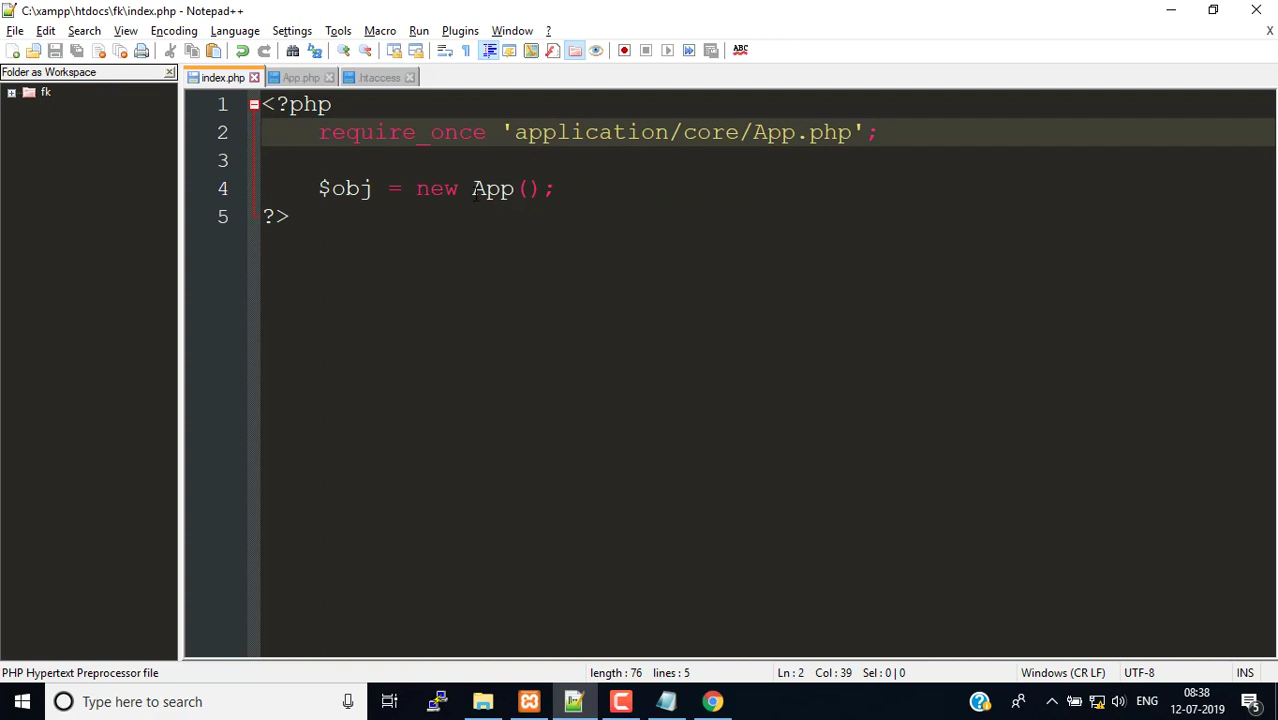 C:\xampp\htdocs\fk\index.php - Notepad++
File Edit Search View Encoding Language Settings Tools Macro Run Plugins Window ? X
ABC
Folder as Workspace
index.php App.php .htaccess
fk
1 <?php
2 require_once 'application/core/App.php';
3
4 $obj = new App();
5 ?>
PHP Hypertext Preprocessor file length : 76 lines : 5 Ln : 2 Col : 39 Sel : 0 | 0 Windows (CR LF) UTF-8 INS
Type here to search
ENG
08:38
12-07-2019
5